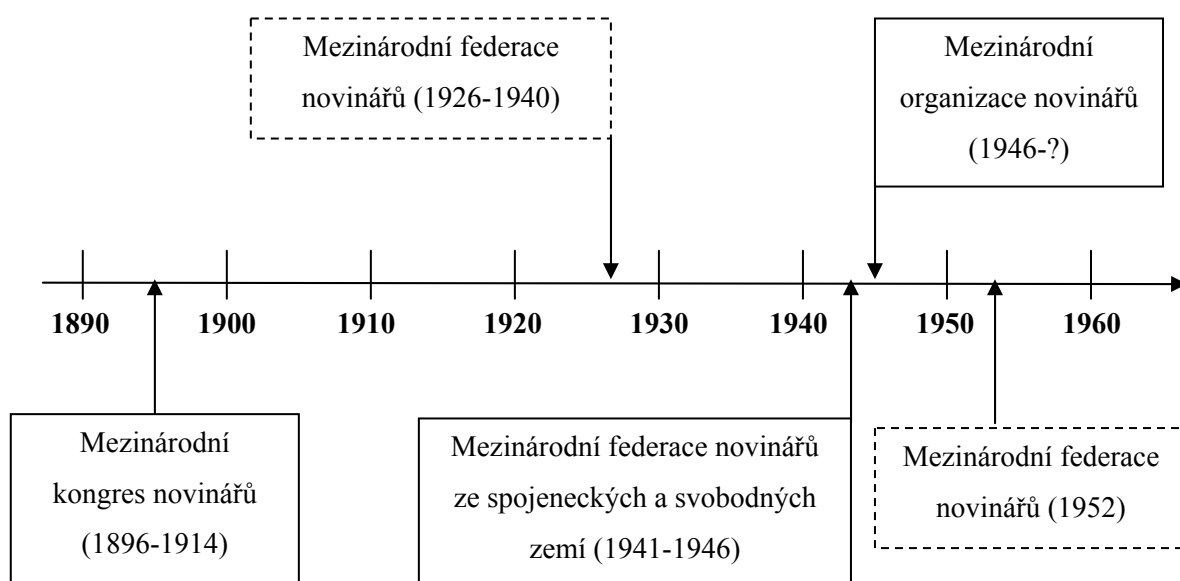 Mezinárodní federace
novinářů (1926-1940)
Mezinárodní
organizace novinářů
(1946-?)
1890
1900
1910
1920
1930
1940
1950
1960
Mezinárodní
kongres novinářů
(1896-1914)
Mezinárodní federace novinářů
ze spojeneckých a svobodných
zemí (1941-1946)
Mezinárodní federace
novinářů (1952)